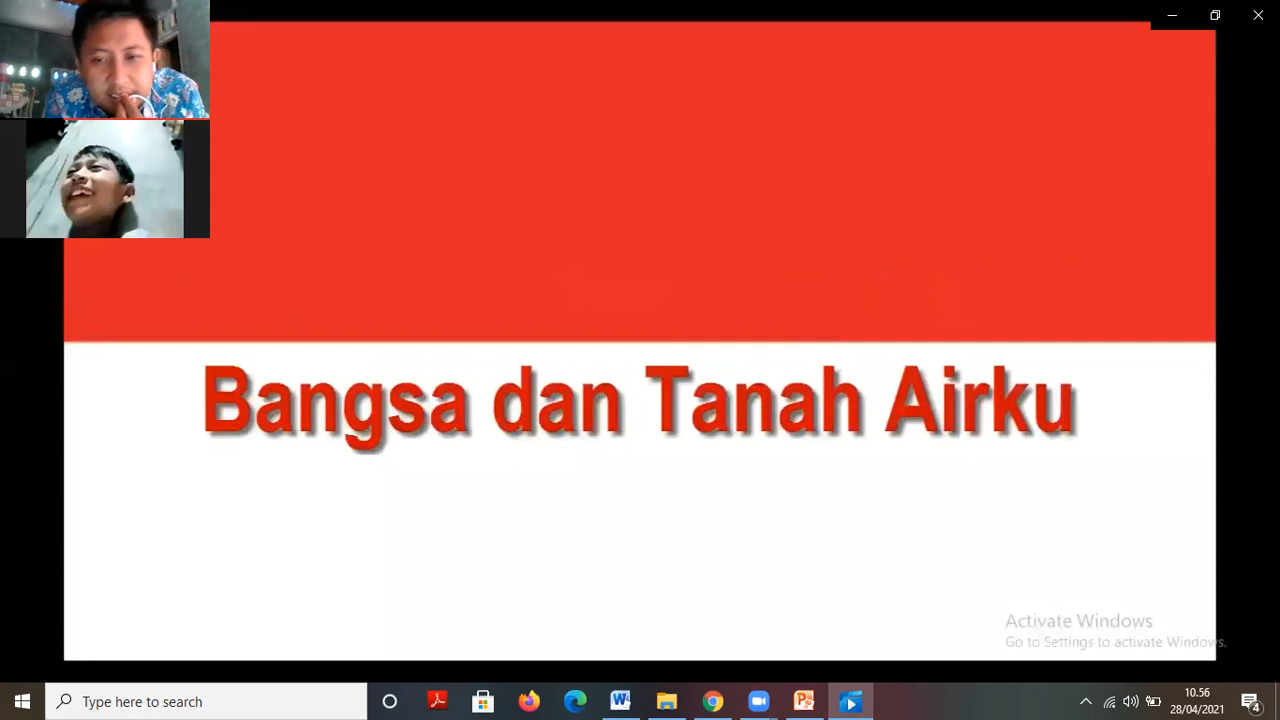 Bangsa dan Tanah Airku
Activate Windows
Go to Settings to activate Windows.
Type here to search
10.56
28/04/2021
4